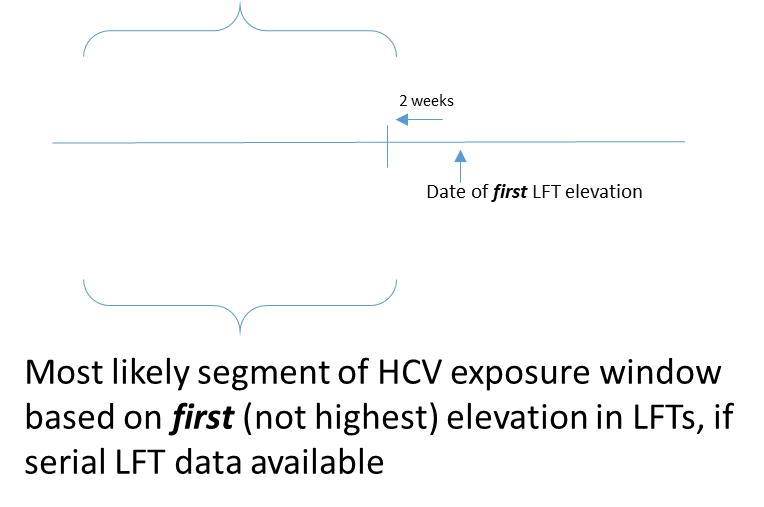 2 weeks
Date of first LFT elevation
Most likely segment of HCV exposure window
based on first (not highest) elevation in LFTs, if
serial LFT data available